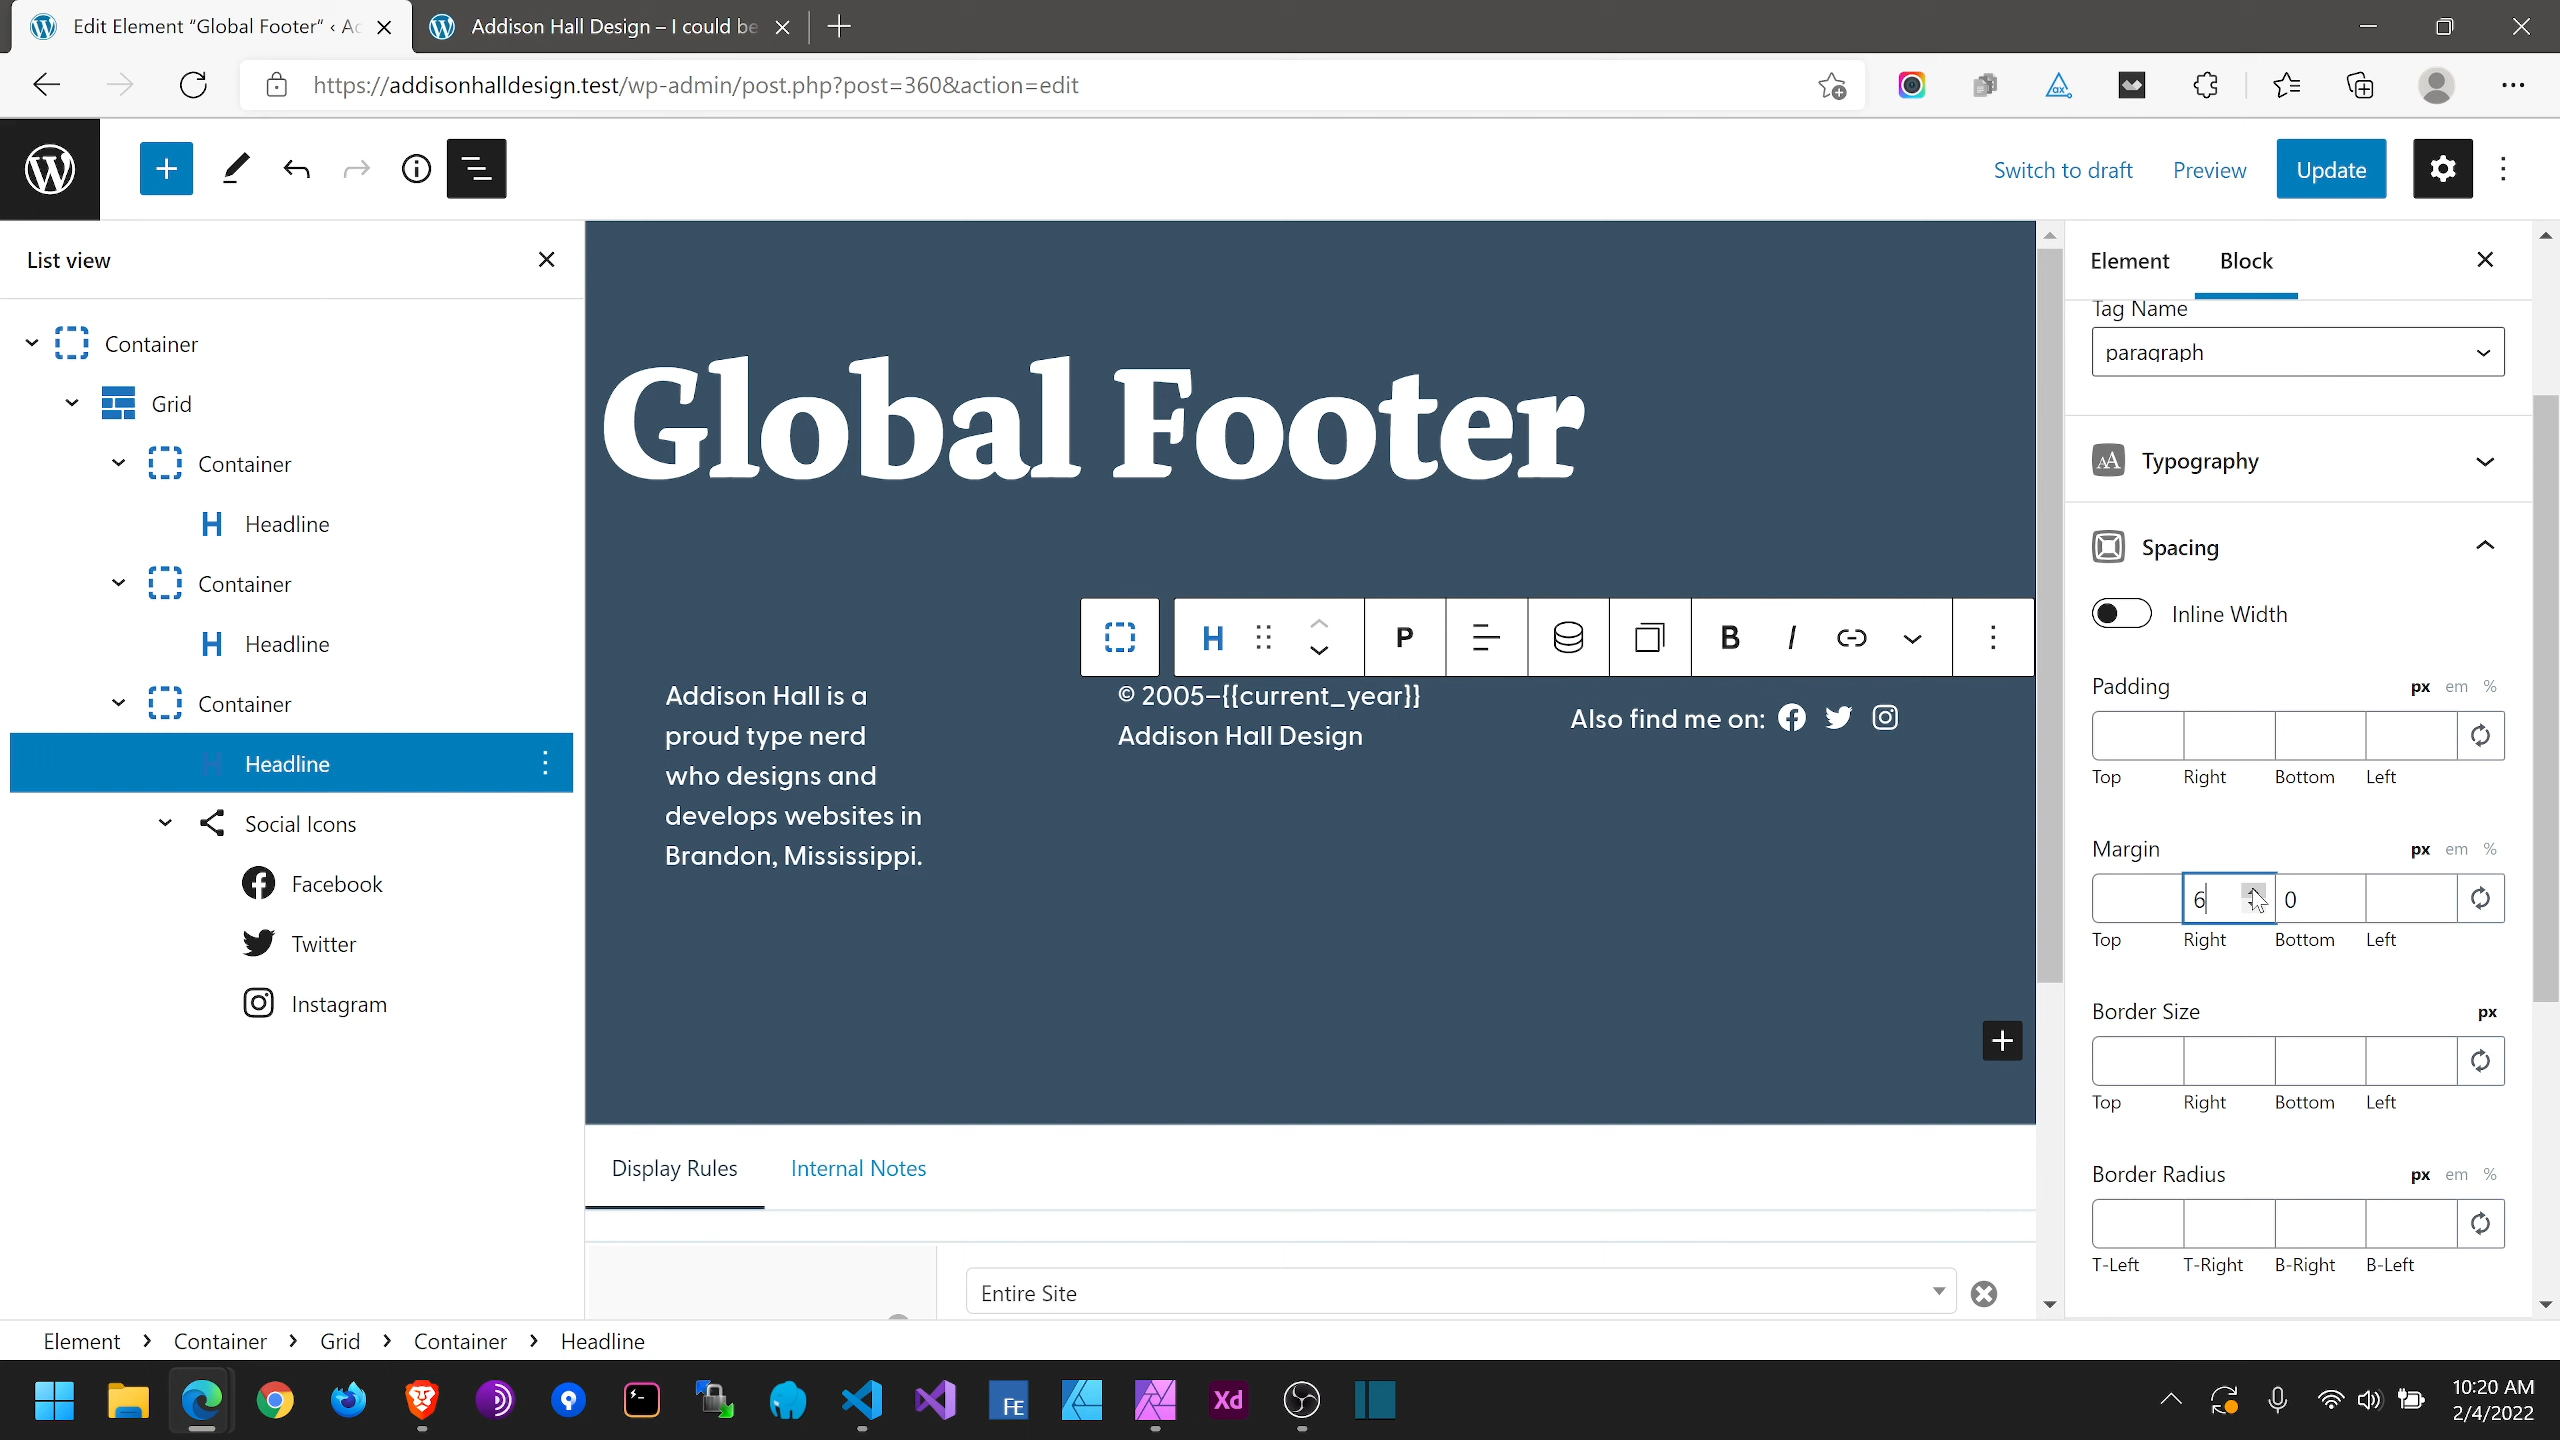 Edit Element “Global Footer” ‹ Ac
Addison Hall Design – I could be
https://addisonhalldesign.test/wp-admin/post.php?post=360&action=edit
Switch to draft
Preview
Update
List view
Container
Grid
Container
Headline
Container
Headline
Container
Headline
Social Icons
Facebook
Twitter
Instagram
Global Footer
H
P
B
I
Addison Hall is a
proud type nerd
who designs and
develops websites in
Brandon, Mississippi.
© 2005–{{current_year}}
Addison Hall Design
Also find me on:
Display Rules
Internal Notes
Entire Site
Element
Block
Tag Name
paragraph
Typography
Spacing
Inline Width
Padding
px em %
Top Right Bottom Left
Margin
px em %
6 0
Top Right Bottom Left
Border Size
px
Top Right Bottom Left
Border Radius
px em %
T-Left T-Right B-Right B-Left
Element > Container > Grid > Container > Headline
FE
Xd
10:20 AM
2/4/2022